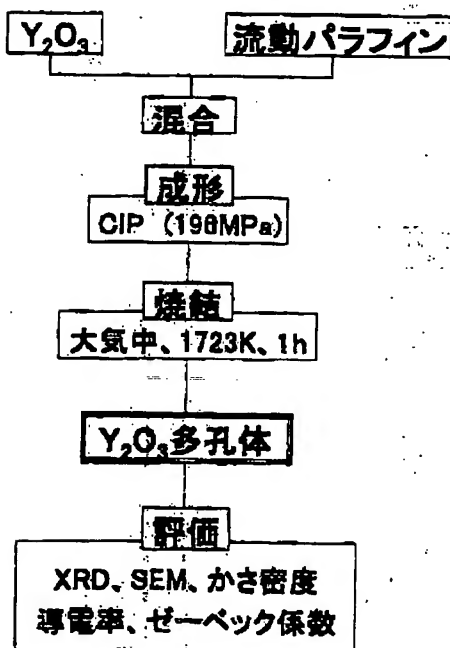 Y₂O₃ 流動パラフィン
混合
成形
CIP (196MPa)
焼結
大気中、1723K、1h
Y₂O₃多孔体
評価
XRD、SEM、かさ密度
導電率、ゼーベック係数